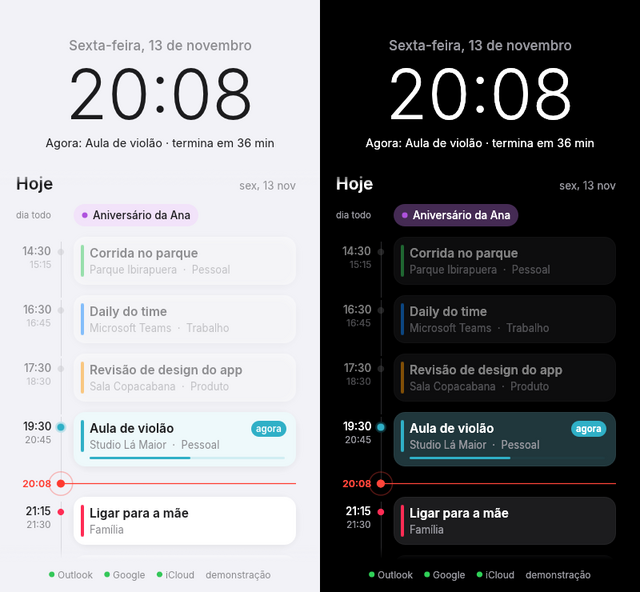 Sexta-feira, 13 de novembro
20:08
Agora: Aula de violão · termina em 36 min
Hoje
sex, 13 nov
dia todo
Aniversário da Ana
14:30
15:15
Corrida no parque
Parque Ibirapuera · Pessoal
16:30
16:45
Daily do time
Microsoft Teams · Trabalho
17:30
18:30
Revisão de design do app
Sala Copacabana · Produto
19:30
20:45
Aula de violão
agora
Studio Lá Maior · Pessoal
20:08
21:15
21:30
Ligar para a mãe
Família
Outlook Google iCloud demonstração
Sexta-feira, 13 de novembro
20:08
Agora: Aula de violão · termina em 36 min
Hoje
sex, 13 nov
dia todo
Aniversário da Ana
14:30
15:15
Corrida no parque
Parque Ibirapuera · Pessoal
16:30
16:45
Daily do time
Microsoft Teams · Trabalho
17:30
18:30
Revisão de design do app
Sala Copacabana · Produto
19:30
20:45
Aula de violão
agora
Studio Lá Maior · Pessoal
20:08
21:15
21:30
Ligar para a mãe
Família
Outlook Google iCloud demonstração